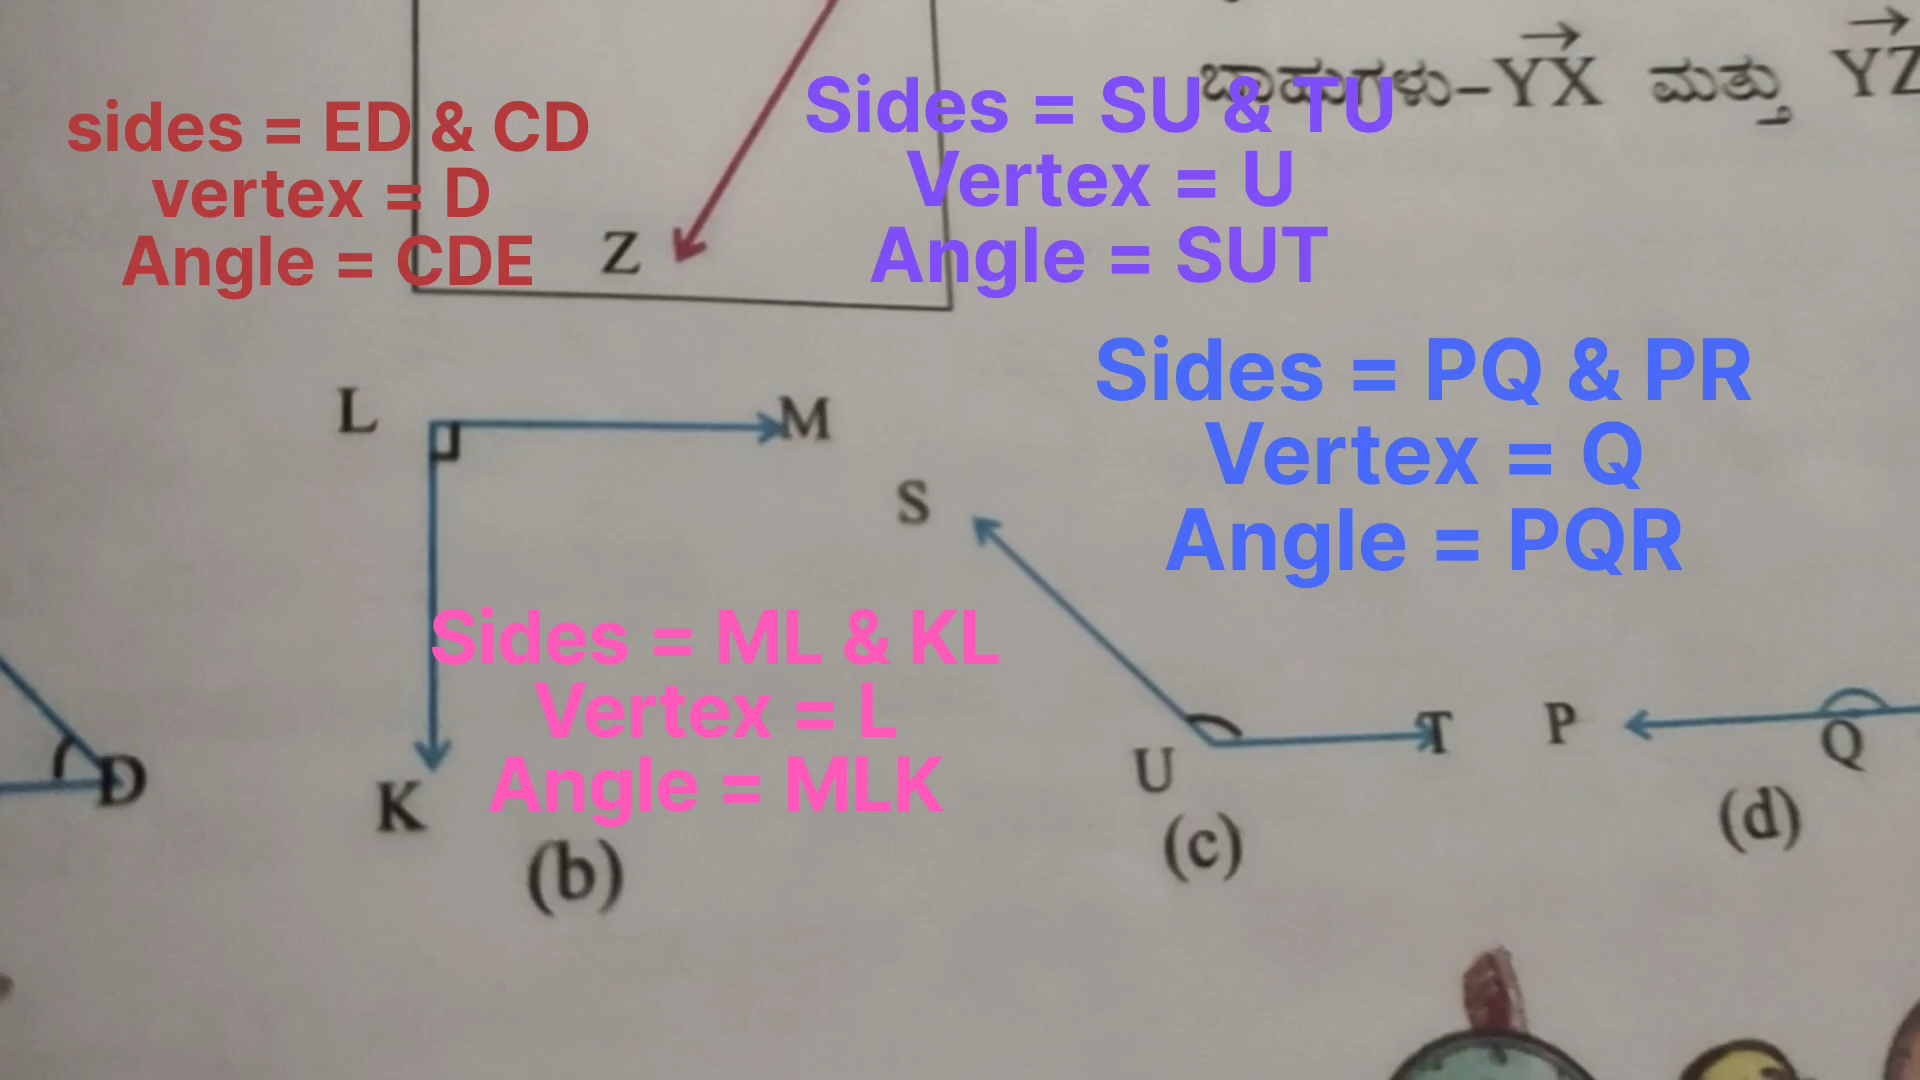 ಬಾಹುಗಳು–YX ಮತ್ತು YZ
sides = ED & CD
vertex = D
Angle = CDE
Sides = SU & TU
Vertex = U
Angle = SUT
Z
Sides = PQ & PR
Vertex = Q
Angle = PQR
L
M
S
Sides = ML & KL
Vertex = L
Angle = MLK
D
K
U
T
P
Q
(b)
(c)
(d)